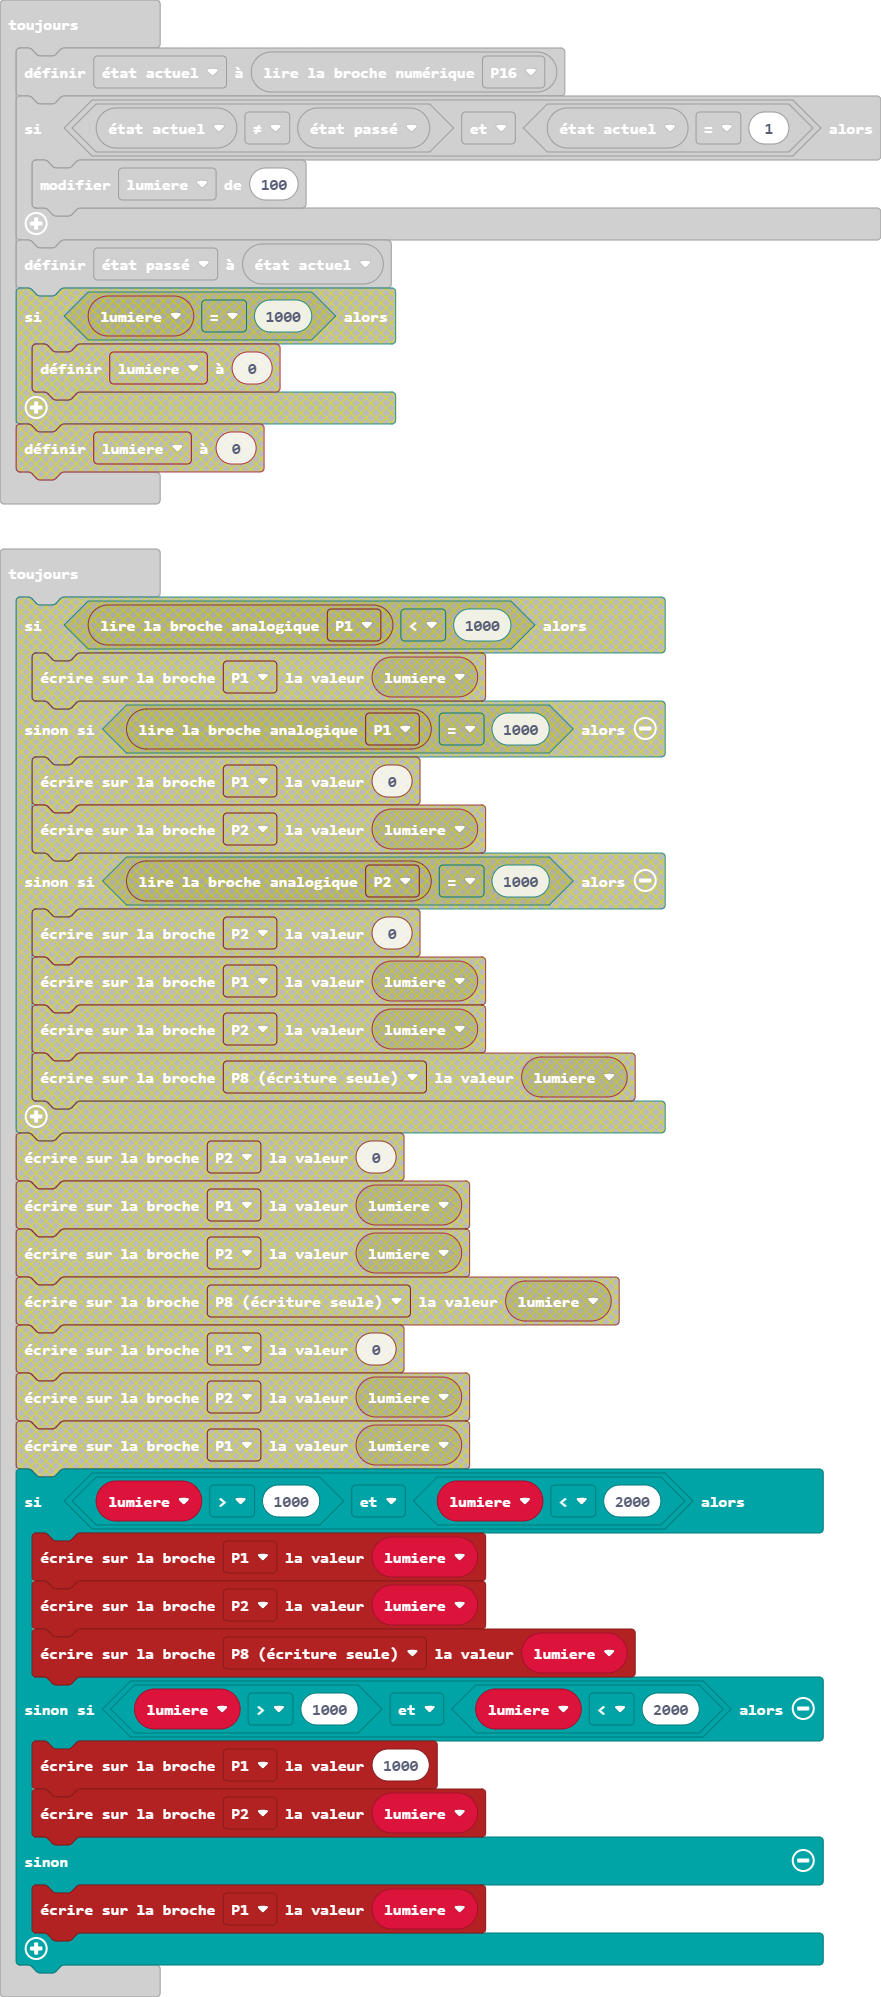 toujours
définir état actuel à lire la broche numérique P16
si état actuel ≠ état passé et état actuel = 1 alors
modifier lumiere de 100
définir état passé à état actuel
si lumiere = 1000 alors
définir lumiere à 0
définir lumiere à 0
toujours
si lire la broche analogique P1 < 1000 alors
écrire sur la broche P1 la valeur lumiere
sinon si lire la broche analogique P1 = 1000 alors
écrire sur la broche P1 la valeur 0
écrire sur la broche P2 la valeur lumiere
sinon si lire la broche analogique P2 = 1000 alors
écrire sur la broche P2 la valeur 0
écrire sur la broche P1 la valeur lumiere
écrire sur la broche P2 la valeur lumiere
écrire sur la broche P8 (écriture seule) la valeur lumiere
écrire sur la broche P2 la valeur 0
écrire sur la broche P1 la valeur lumiere
écrire sur la broche P2 la valeur lumiere
écrire sur la broche P8 (écriture seule) la valeur lumiere
écrire sur la broche P1 la valeur 0
écrire sur la broche P2 la valeur lumiere
écrire sur la broche P1 la valeur lumiere
si lumiere > 1000 et lumiere < 2000 alors
écrire sur la broche P1 la valeur lumiere
écrire sur la broche P2 la valeur lumiere
écrire sur la broche P8 (écriture seule) la valeur lumiere
sinon si lumiere > 1000 et lumiere < 2000 alors
écrire sur la broche P1 la valeur 1000
écrire sur la broche P2 la valeur lumiere
sinon
écrire sur la broche P1 la valeur lumiere